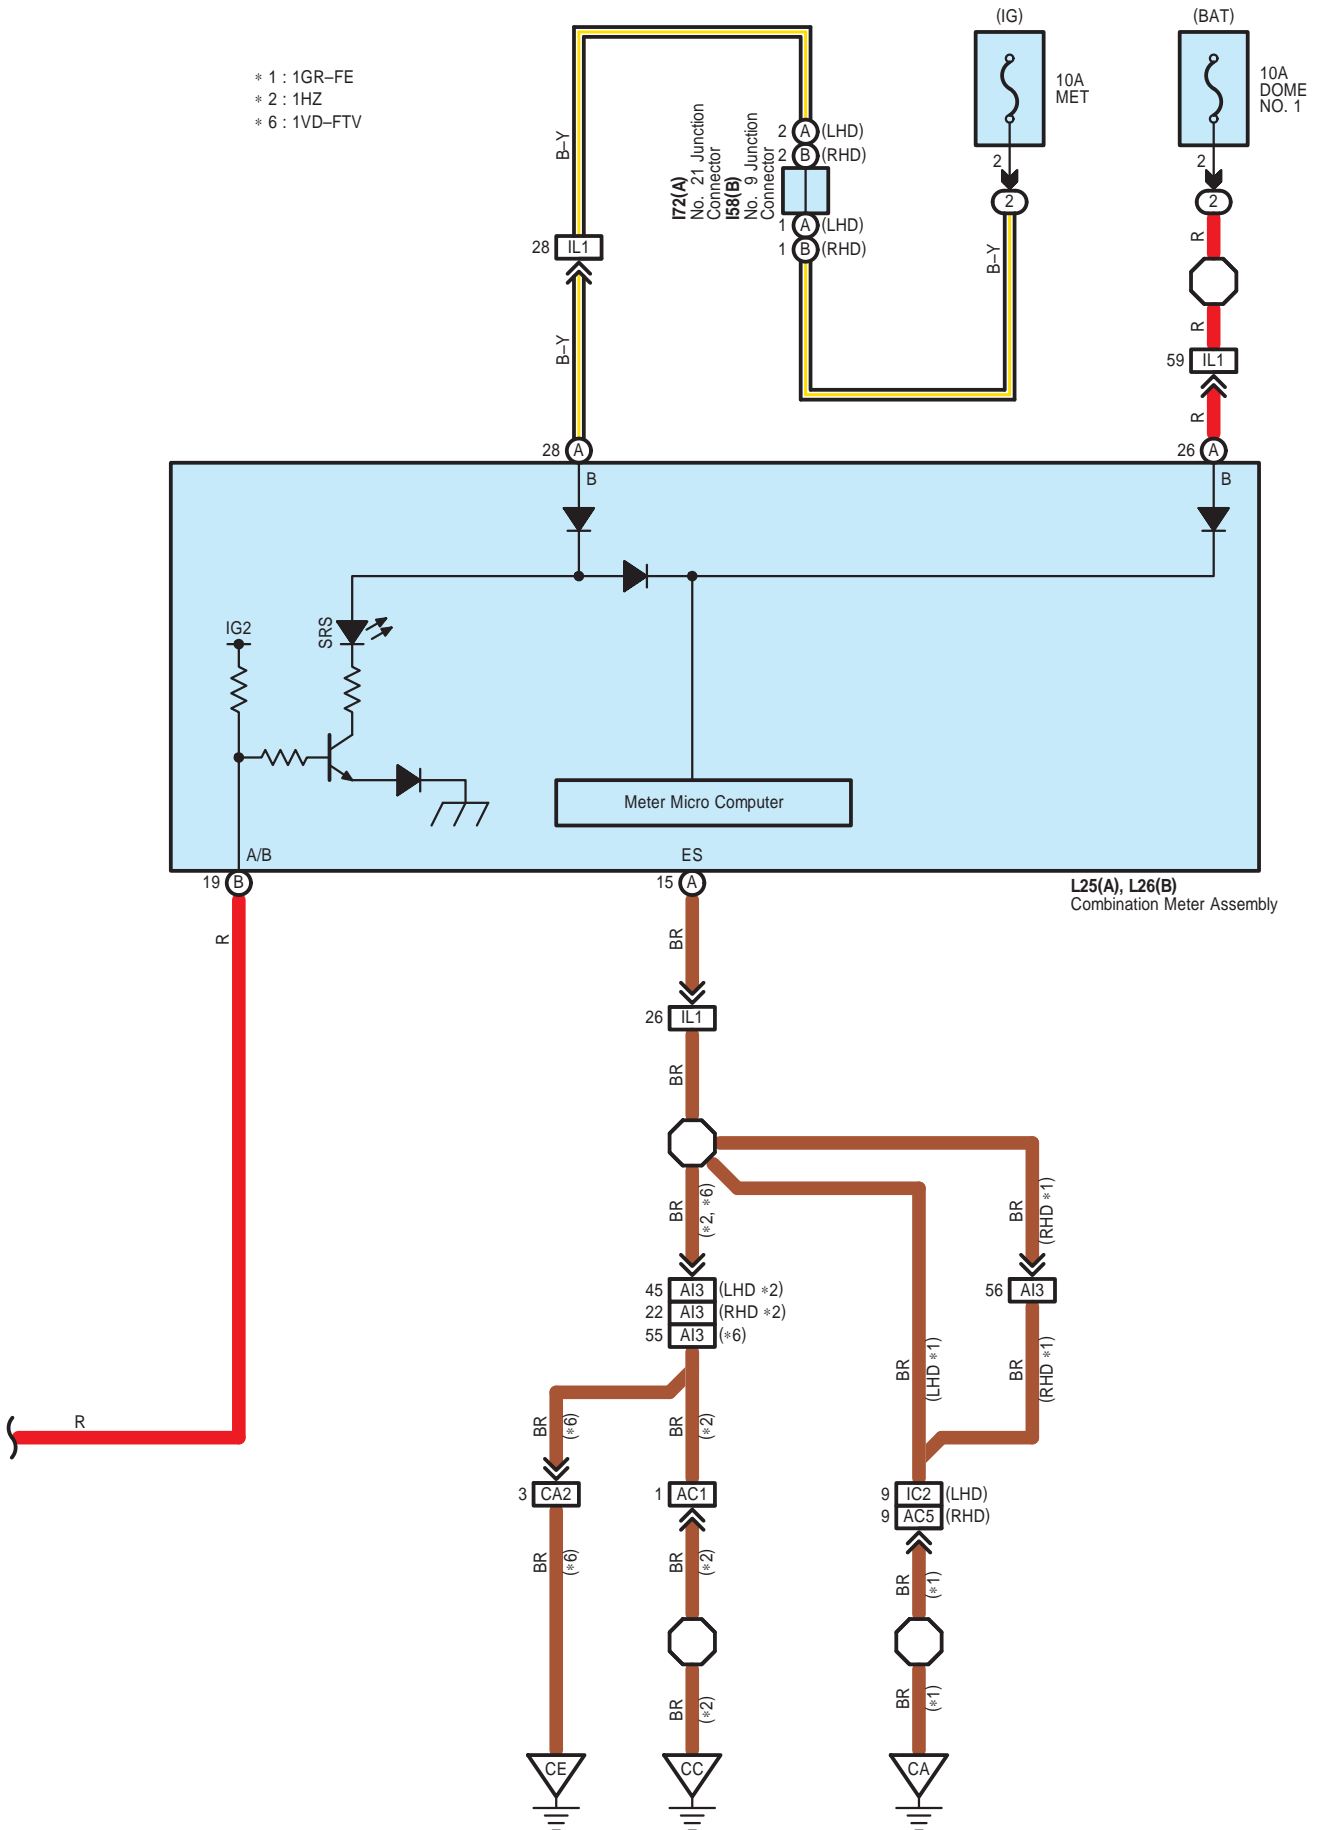 (IG)
(BAT)
∗ 1 : 1GR–FE
∗ 2 : 1HZ
∗ 6 : 1VD–FTV
10A
MET
10A
DOME
NO. 1
B–Y
I72(A)
No. 21 Junction
Connector
I58(B)
No. 9 Junction
Connector
2 A (LHD)
2 B (RHD)
1 A (LHD)
1 B (RHD)
2
2
2
2
R
28 IL1
B–Y
B–Y
R
59 IL1
R
28 A
26 A
B
B
IG2
SRS
Meter Micro Computer
A/B
ES
19 B
15 A
L25(A), L26(B)
Combination Meter Assembly
R
BR
26 IL1
BR
BR
(∗2, ∗6)
BR
(RHD ∗1)
45 AI3 (LHD ∗2)
22 AI3 (RHD ∗2)
55 AI3 (∗6)
56 AI3
BR
(LHD ∗1)
BR
(RHD ∗1)
R
BR
(∗6)
BR
(∗2)
3 CA2
1 AC1
9 IC2 (LHD)
9 AC5 (RHD)
BR
(∗6)
BR
(∗2)
BR
(∗1)
BR
(∗2)
BR
(∗1)
CE
CC
CA